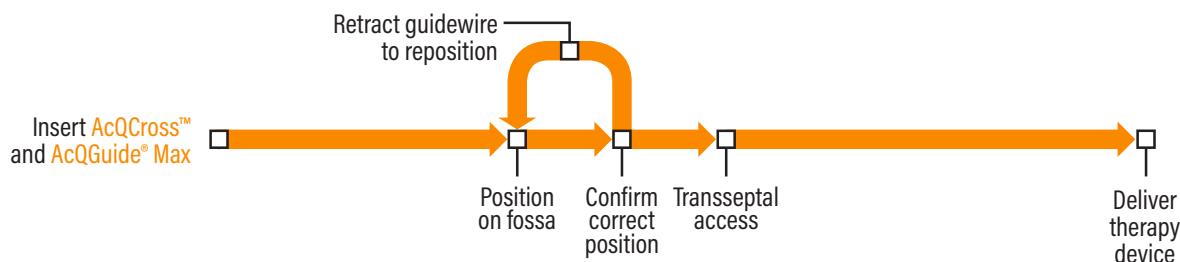 Retract guidewire
to reposition
Insert AcQCross™
and AcQGuide® Max
Position
on fossa
Confirm
correct
position
Transseptal
access
Deliver
therapy
device